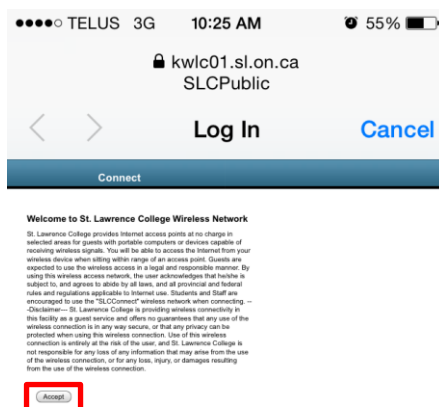 TELUS 3G 10:25 AM 55%
kwlc01.sl.on.ca
SLCPublic
Log In Cancel
Connect
Welcome to St. Lawrence College Wireless Network
St. Lawrence College provides Internet access points at no charge in
selected areas for guests with portable computers or devices capable of
receiving wireless signals. You will be able to access the Internet from your
wireless device when sitting within range of an access point. Guests are
expected to use the wireless access in a legal and responsible manner. By
using this wireless access network, the user acknowledges that he/she is
subject to, and agrees to abide by all laws, and all provincial and federal
rules and regulations applicable to Internet use. Students and Staff are
encouraged to use the "SLCConnect" wireless network when connecting. --
-Disclaimer--- St. Lawrence College is providing wireless connectivity in
this facility as a guest service and offers no guarantees that any use of the
wireless connection is in any way secure, or that any privacy can be
protected when using this wireless connection. Use of this wireless
connection is entirely at the risk of the user, and St. Lawrence College is
not responsible for any loss of any information that may arise from the use
of the wireless connection, or for any loss, injury, or damages resulting
from the use of the wireless connection.
Accept